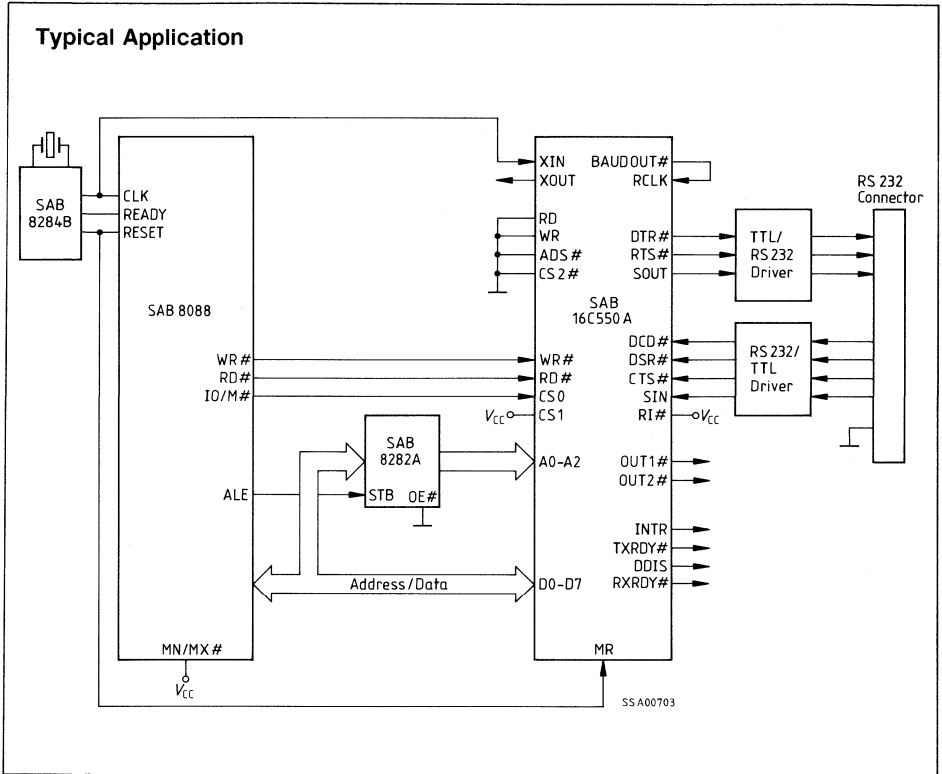 Typical Application
SAB
8284B
CLK
READY
RESET
SAB 8088
WR#
RD#
IO/M#
ALE
MN/MX#
VCC
XIN
XOUT
RD
WR
ADS#
CS2#
WR#
RD#
CS0
VCC
CS1
SAB
8282A
STB
OE#
A0-A2
Address/Data
D0-D7
SAB
16C550A
MR
BAUDOUT#
RCLK
DTR#
RTS#
SOUT
DCD#
DSR#
CTS#
SIN
RI#
VCC
OUT1#
OUT2#
INTR
TXRDY#
DDIS
RXRDY#
TTL/
RS232
Driver
RS232/
TTL
Driver
RS 232
Connector
SSA00703